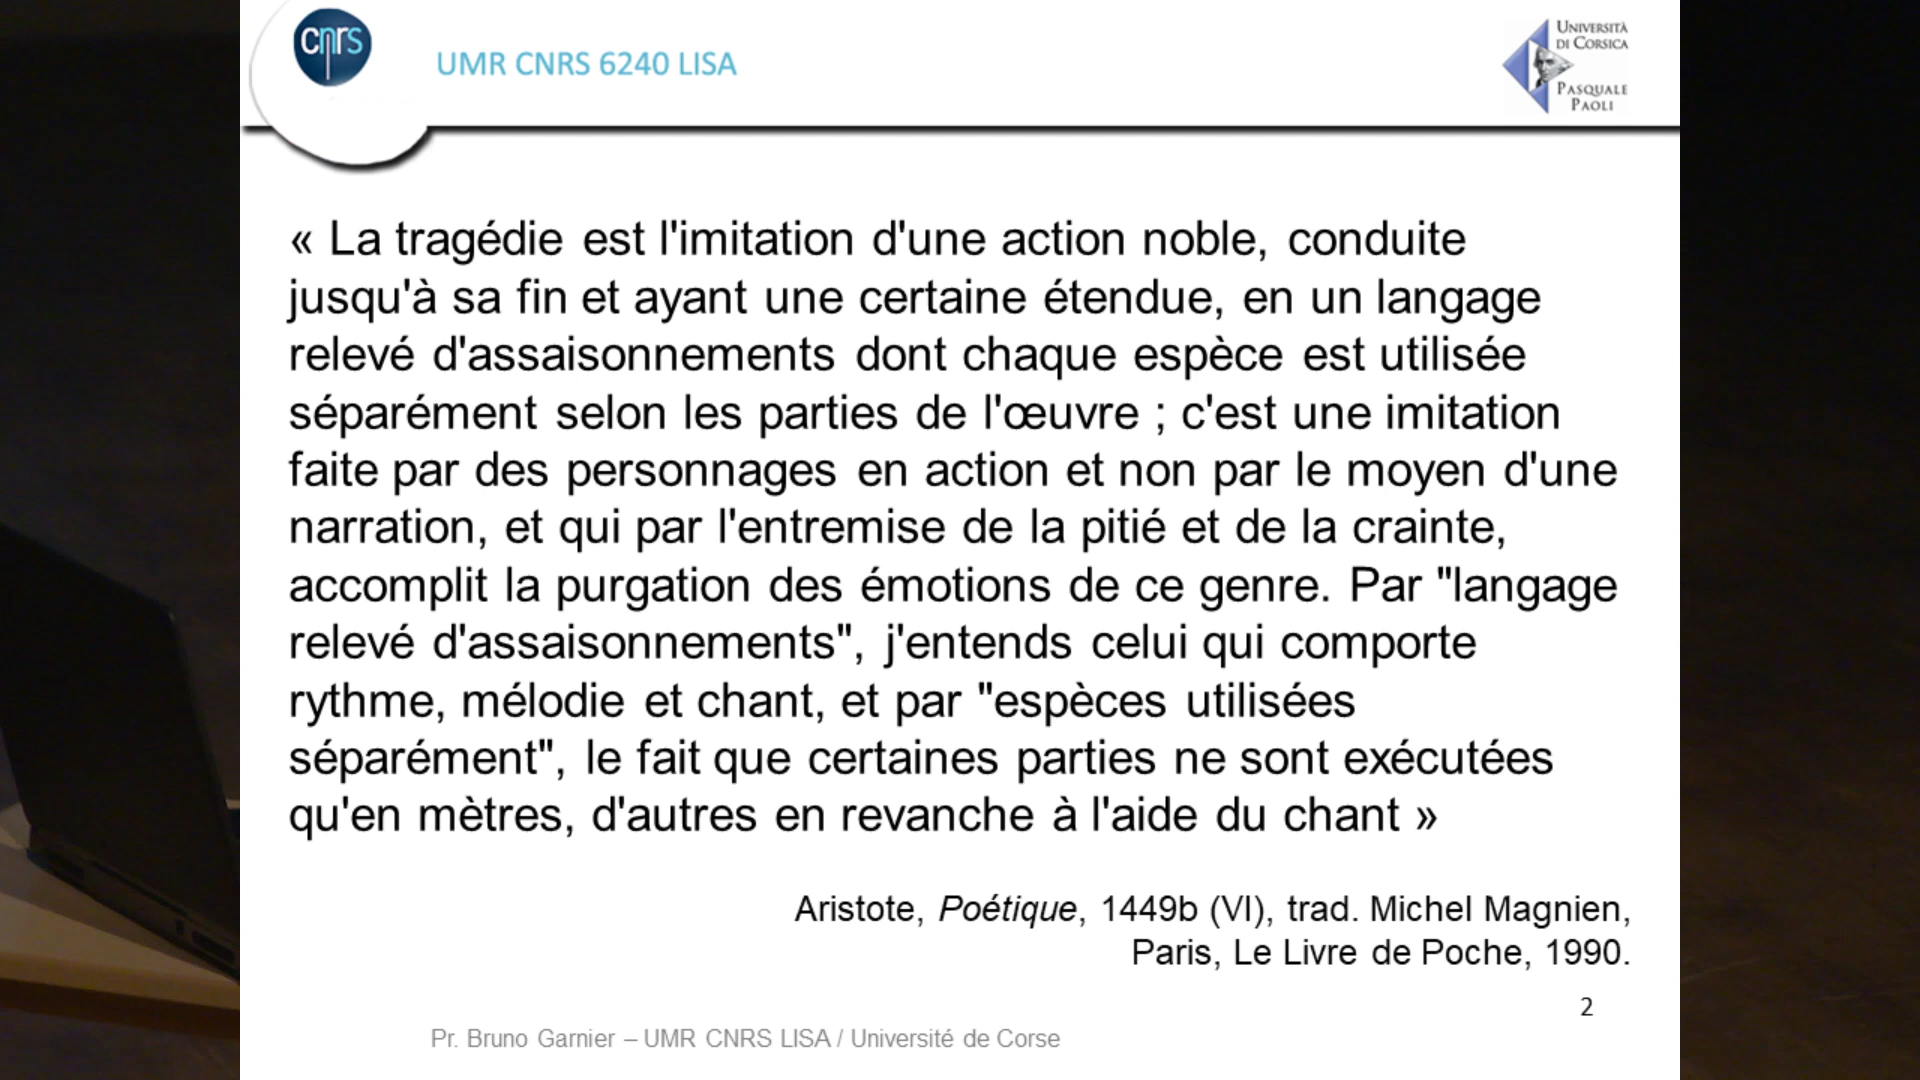 cnrs
UMR CNRS 6240 LISA
UNIVERSITÀ
DI CORSICA
PASQUALE
PAOLI
« La tragédie est l'imitation d'une action noble, conduite
jusqu'à sa fin et ayant une certaine étendue, en un langage
relevé d'assaisonnements dont chaque espèce est utilisée
séparément selon les parties de l'œuvre ; c'est une imitation
faite par des personnages en action et non par le moyen d'une
narration, et qui par l'entremise de la pitié et de la crainte,
accomplit la purgation des émotions de ce genre. Par "langage
relevé d'assaisonnements", j'entends celui qui comporte
rythme, mélodie et chant, et par "espèces utilisées
séparément", le fait que certaines parties ne sont exécutées
qu'en mètres, d'autres en revanche à l'aide du chant »
Aristote, Poétique, 1449b (VI), trad. Michel Magnien,
Paris, Le Livre de Poche, 1990.
2
Pr. Bruno Garnier – UMR CNRS LISA / Université de Corse